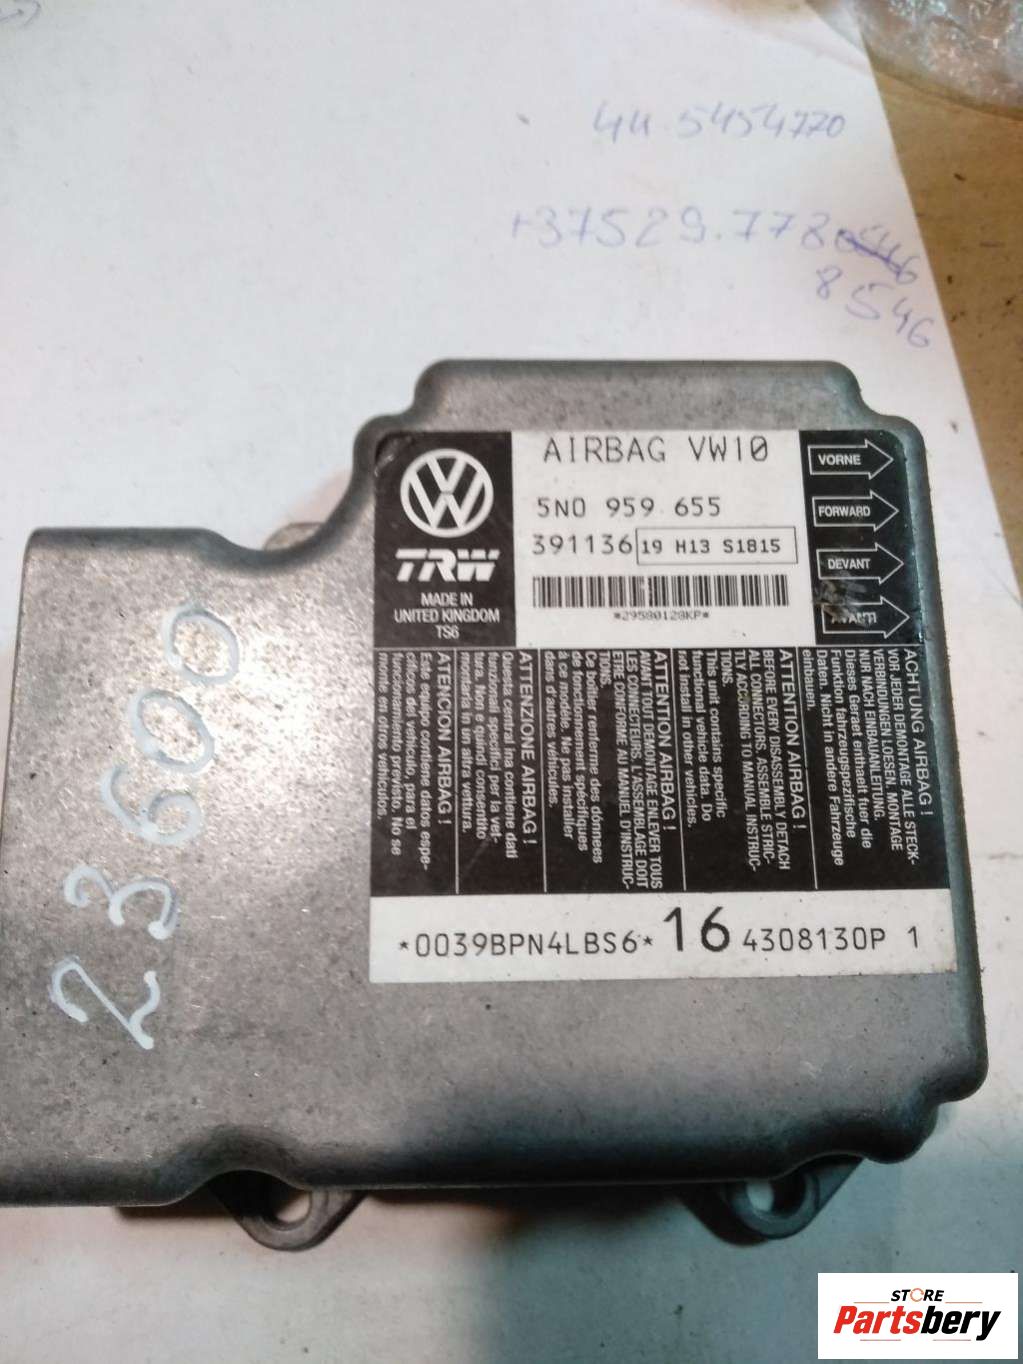 411 5454770
+37529.778
8546
VW
TRW
MADE IN
UNITED KINGDOM
TS6
AIRBAG VW10
5N0 959 655
391136 19 H13 S1815
*29580128KP*
VORNE
FORWARD
DEVANT
AVANTI
ACHTUNG AIRBAG !
VOR JEDER DEMONTAGE ALLE STECK-
VERBINDUNGEN LOESEN. MONTAGE
NUR NACH EINBAUANLEITUNG.
Dieses Geraet enthaelt fuer die
Funktion fahrzeugspezifische
Daten. Nicht in andere Fahrzeuge
einbauen.
ATTENTION AIRBAG !
BEFORE EVERY DISASSEMBLY DETACH
ALL CONNECTORS. ASSEMBLE STRIC-
TLY ACCORDING TO MANUAL INSTRUC-
TIONS.
This unit contains specific
functional vehicle data. Do
not install in other vehicles.
ATTENTION AIRBAG !
AVANT TOUT DEMONTAGE ENLEVER TOUS
LES CONNECTEURS. L'ASSEMBLAGE DOIT
ETRE CONFORME AU MANUEL D'INSTRUC-
TIONS.
Ce boîtier renferme des données
de fonctionnement spécifiques
à ce modèle. Ne pas installer
dans d'autres véhicules.
ATTENZIONE AIRBAG !
Questa central ina contione dati
funzionali specifici per la vet-
tura. Non e quindi consentito
montarla in un altra vettura.
ATENCION AIRBAG !
Este equipo contiene datos espe-
cificos del vehículo, para el
funcionamiento previsto. No se
monte en otros vehículos.
*0039BPN4LBS6* 16 4308130P 1
23600
STORE
Partsbery